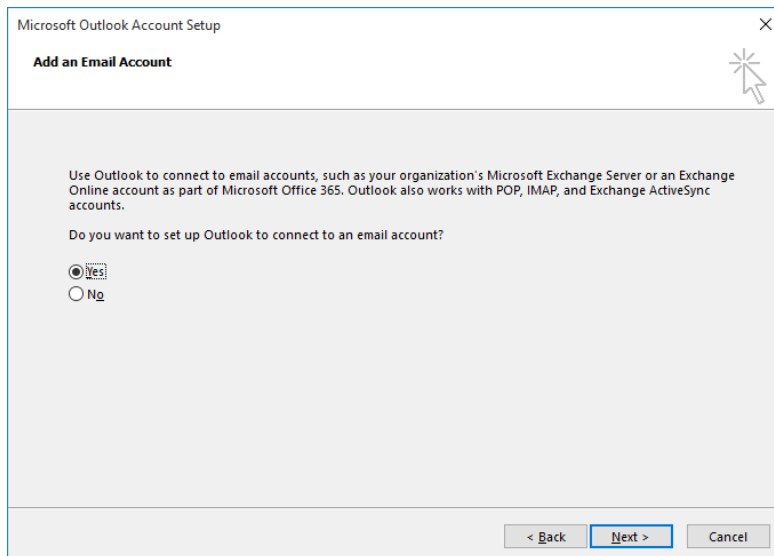 Microsoft Outlook Account Setup
Add an Email Account
Use Outlook to connect to email accounts, such as your organization's Microsoft Exchange Server or an Exchange
Online account as part of Microsoft Office 365. Outlook also works with POP, IMAP, and Exchange ActiveSync
accounts.
Do you want to set up Outlook to connect to an email account?
Yes
No
< Back
Next >
Cancel